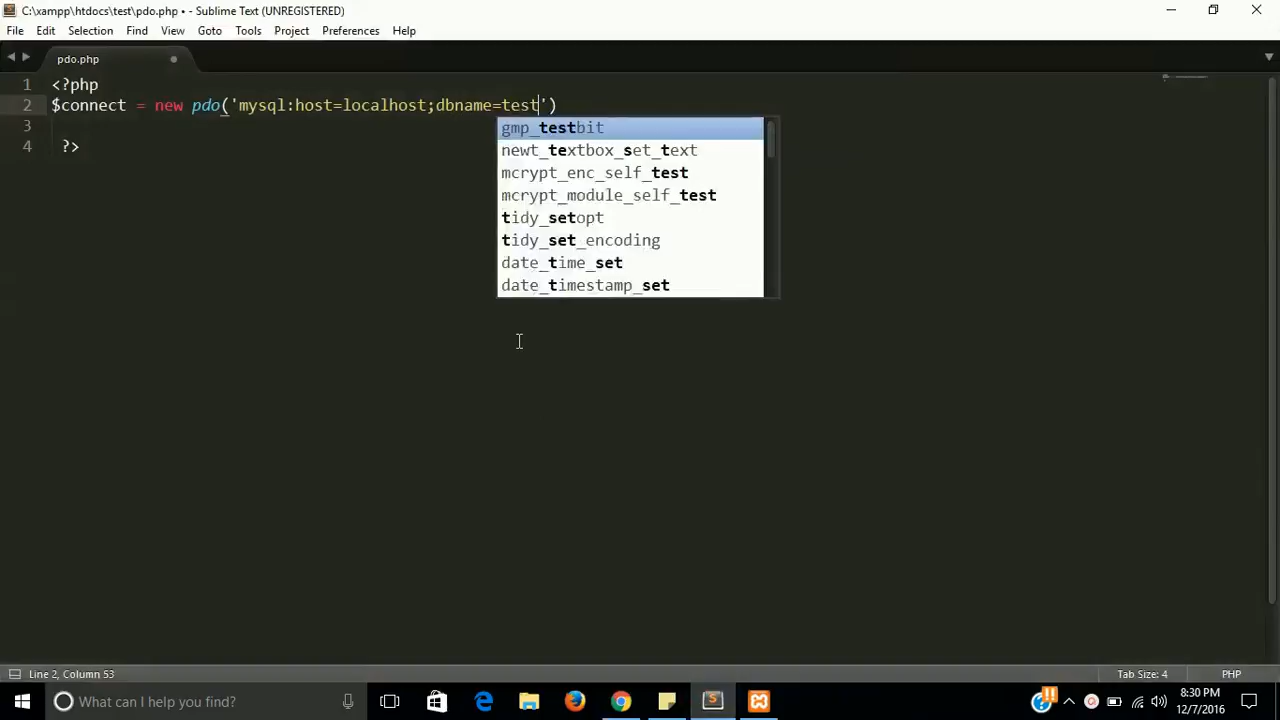 C:\xampp\htdocs\test\pdo.php • - Sublime Text (UNREGISTERED)
File Edit Selection Find View Goto Tools Project Preferences Help
pdo.php
1 <?php
2 $connect = new pdo('mysql:host=localhost;dbname=test')
3
4 ?>
gmp_testbit
newt_textbox_set_text
mcrypt_enc_self_test
mcrypt_module_self_test
tidy_setopt
tidy_set_encoding
date_time_set
date_timestamp_set
Line 2, Column 53 Tab Size: 4 PHP
What can I help you find?
8:30 PM
12/7/2016